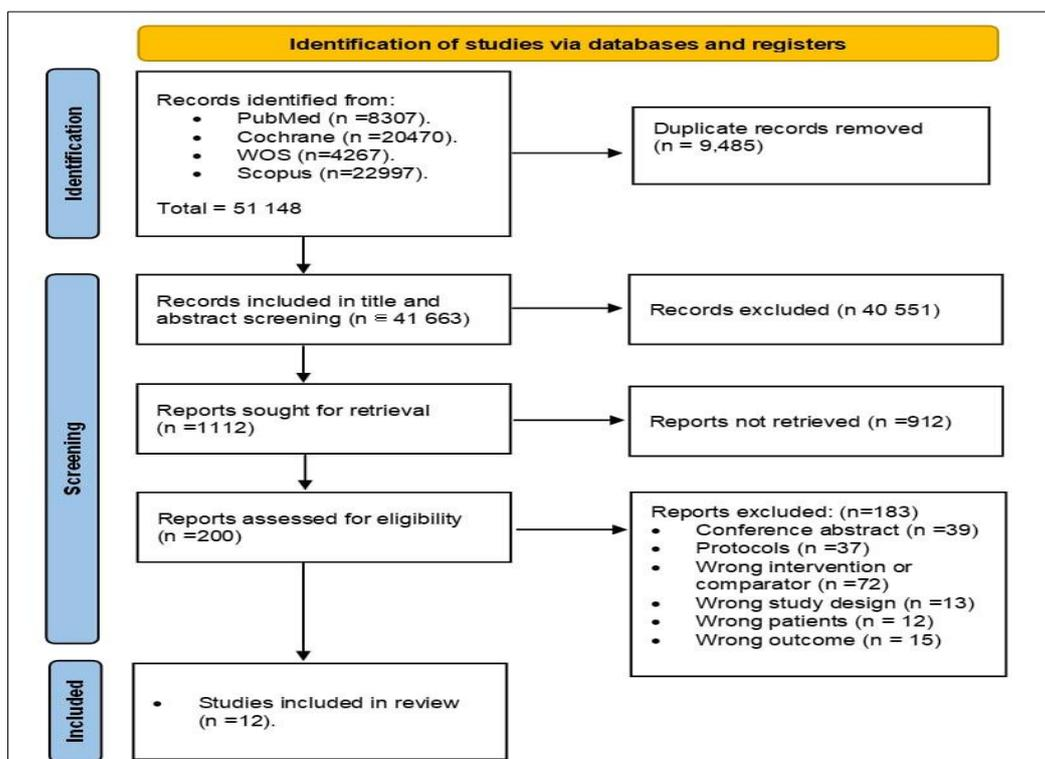 Identification of studies via databases and registers
Identification
Records identified from:
• PubMed (n =8307).
• Cochrane (n =20470).
• WOS (n=4267).
• Scopus (n=22997).
Total = 51 148
Duplicate records removed
(n = 9,485)
Screening
Records included in title and
abstract screening (n = 41 663)
Records excluded (n 40 551)
Reports sought for retrieval
(n =1112)
Reports not retrieved (n =912)
Reports assessed for eligibility
(n =200)
Reports excluded: (n=183)
• Conference abstract (n =39)
• Protocols (n =37)
• Wrong intervention or
comparator (n =72)
• Wrong study design (n =13)
• Wrong patients (n = 12)
• Wrong outcome (n = 15)
Included
• Studies included in review
(n =12).